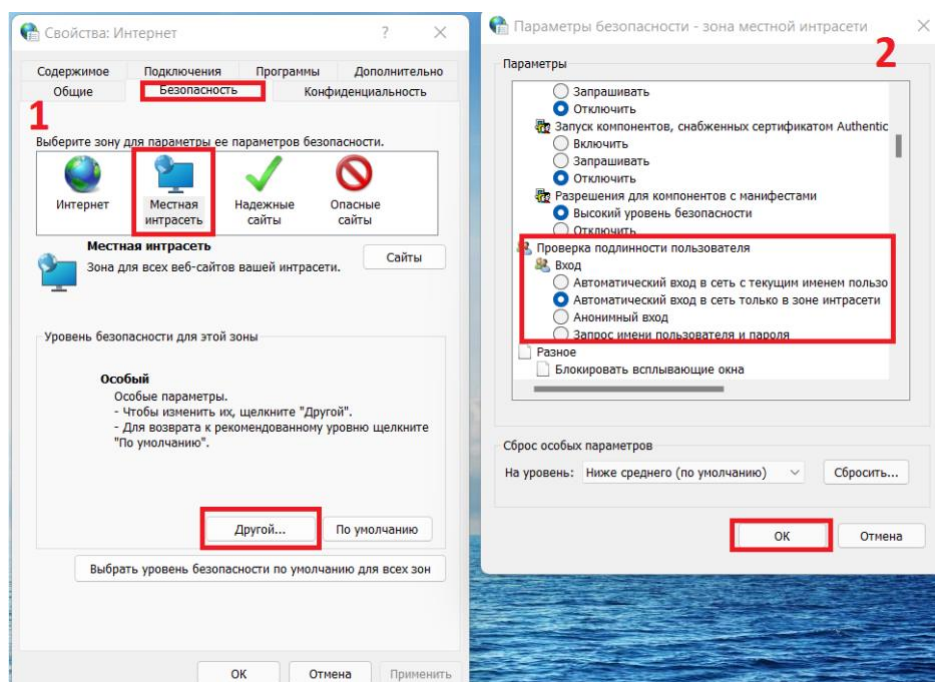 Свойства: Интернет
Содержимое Подключения Программы Дополнительно
Общие Безопасность Конфиденциальность
1
Выберите зону для параметры ее параметров безопасности.
Интернет
Местная
интрасеть
Надежные
сайты
Опасные
сайты
Местная интрасеть
Зона для всех веб-сайтов вашей интрасети.
Сайты
Уровень безопасности для этой зоны
Особый
Особые параметры.
- Чтобы изменить их, щелкните "Другой".
- Для возврата к рекомендованному уровню щелкните
"По умолчанию".
Другой... По умолчанию
Выбрать уровень безопасности по умолчанию для всех зон
ОК Отмена Применить
Параметры безопасности - зона местной интрасети
2
Параметры
Запрашивать
Отключить
Запуск компонентов, снабженных сертификатом Authentic
Включить
Запрашивать
Отключить
Разрешения для компонентов с манифестами
Высокий уровень безопасности
Отключить
Проверка подлинности пользователя
Вход
Автоматический вход в сеть с текущим именем пользо
Автоматический вход в сеть только в зоне интрасети
Анонимный вход
Запрос имени пользователя и пароля
Разное
Блокировать всплывающие окна
Сброс особых параметров
На уровень: Ниже среднего (по умолчанию) Сбросить...
ОК Отмена